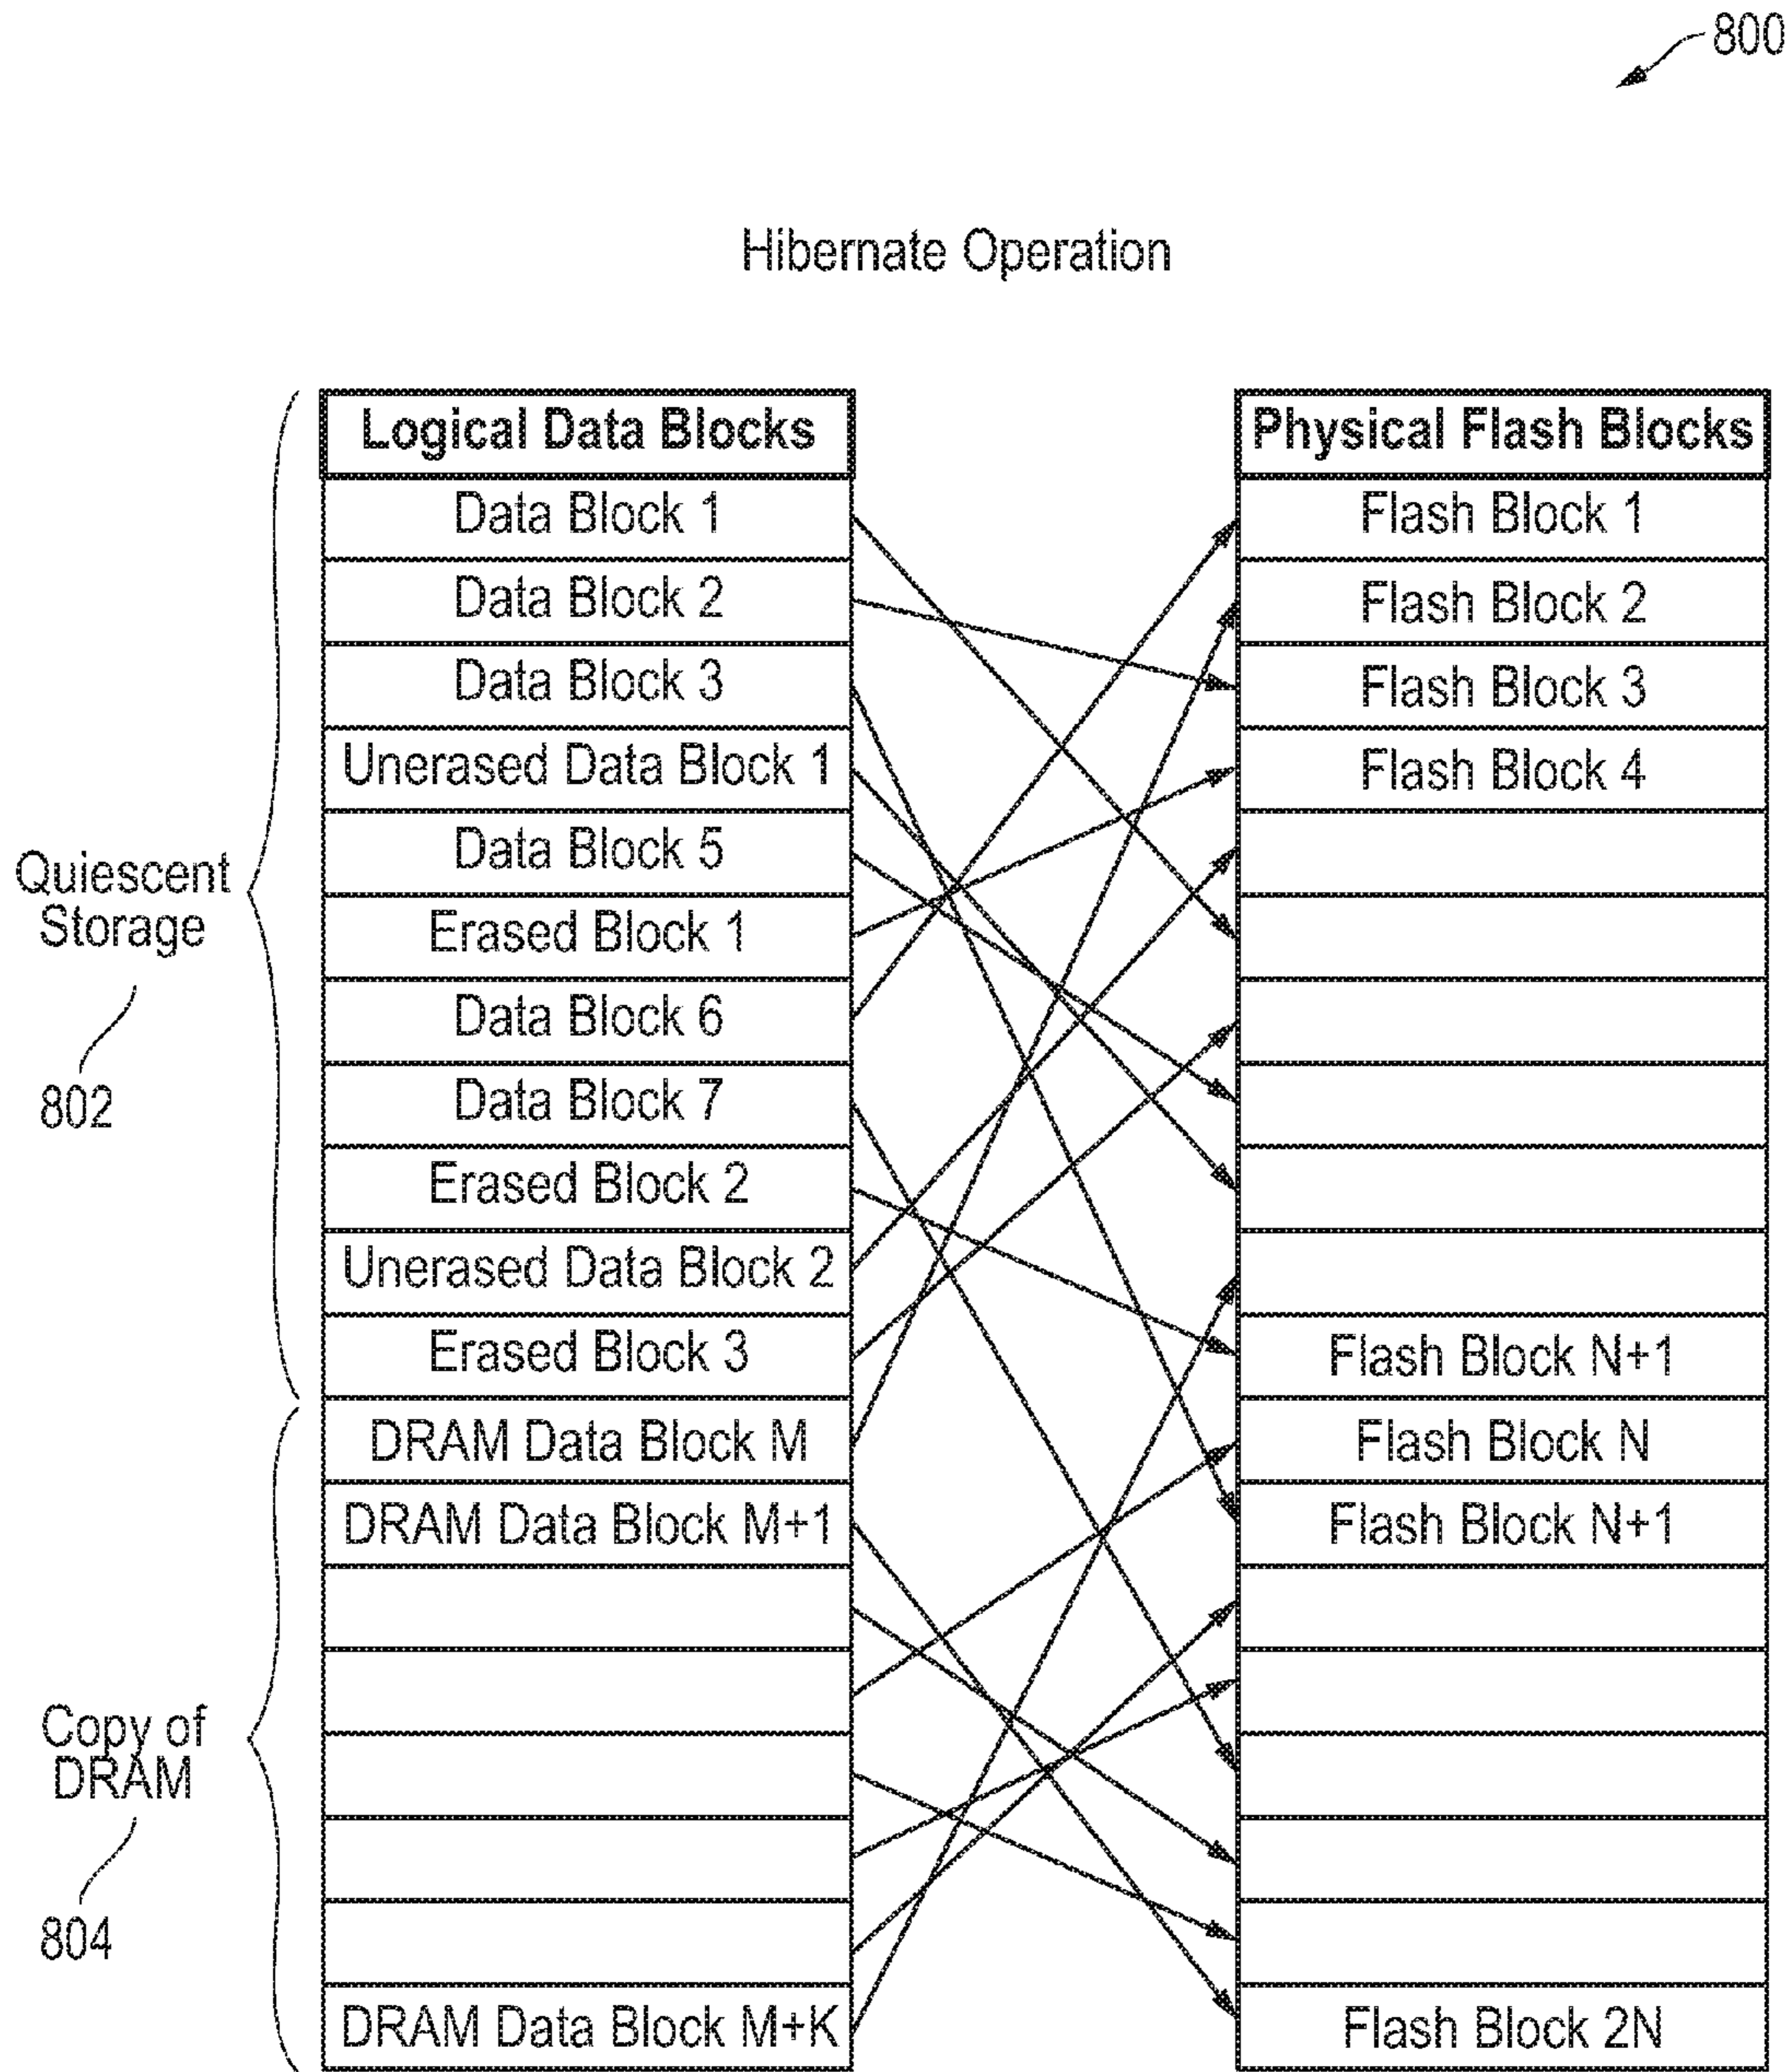 800
Hibernate Operation
Logical Data Blocks
Data Block 1
Data Block 2
Data Block 3
Unerased Data Block 1
Data Block 5
Erased Block 1
Data Block 6
Data Block 7
Erased Block 2
Unerased Data Block 2
Erased Block 3
DRAM Data Block M
DRAM Data Block M+1
DRAM Data Block M+K
Quiescent
Storage
802
Copy of
DRAM
804
Physical Flash Blocks
Flash Block 1
Flash Block 2
Flash Block 3
Flash Block 4
Flash Block N+1
Flash Block N
Flash Block N+1
Flash Block 2N